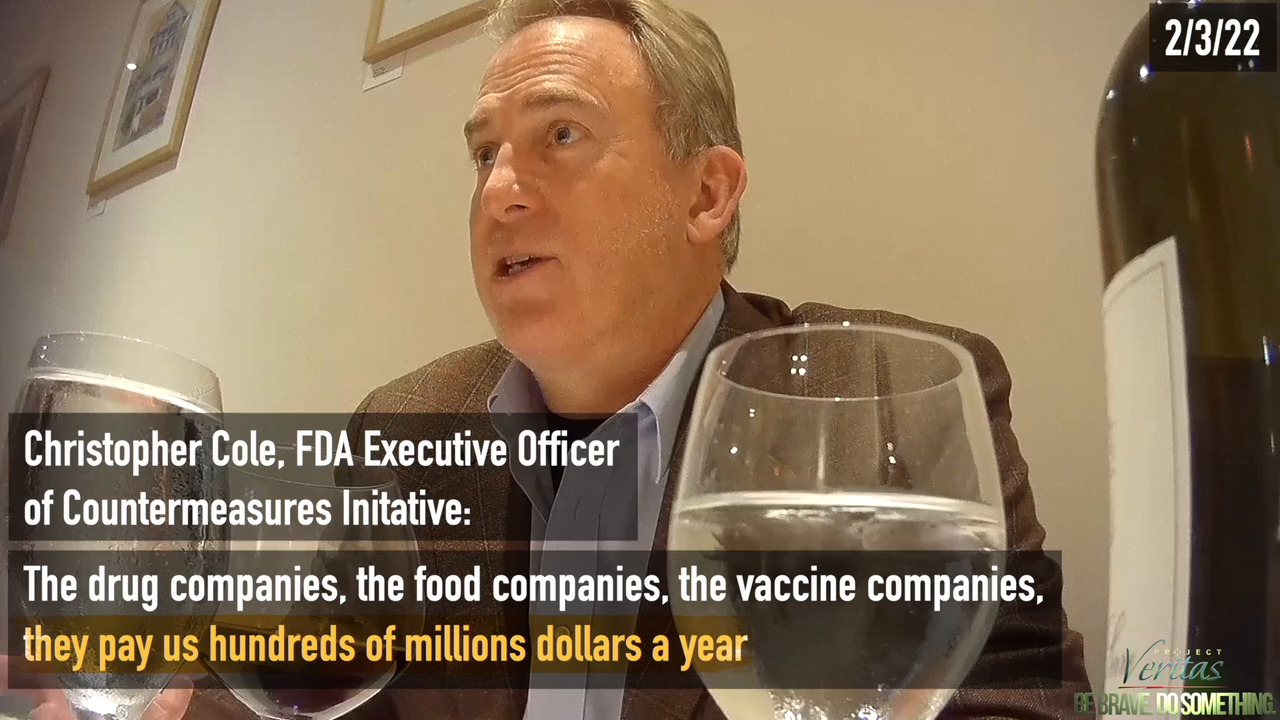 2/3/22
Christopher Cole, FDA Executive Officer
of Countermeasures Initative:
The drug companies, the food companies, the vaccine companies,
they pay us hundreds of millions dollars a year
PROJECT
Veritas
BE BRAVE. DO SOMETHING.